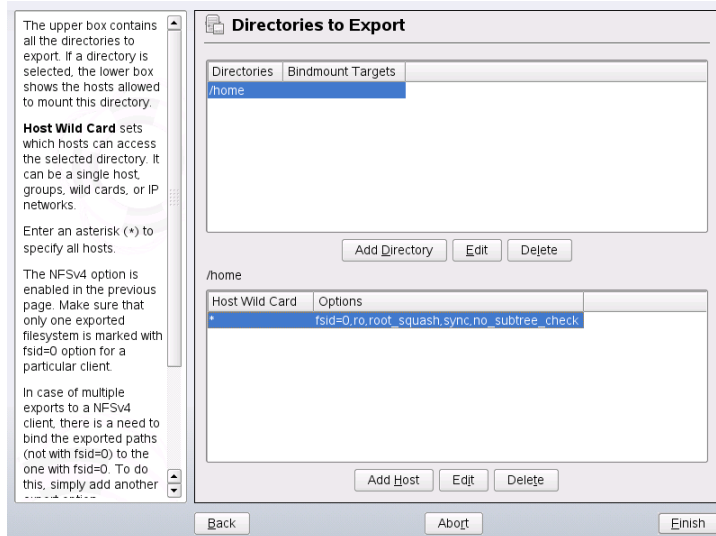 The upper box contains
all the directories to
export. If a directory is
selected, the lower box
shows the hosts allowed
to mount this directory.
Host Wild Card sets
which hosts can access
the selected directory. It
can be a single host,
groups, wild cards, or IP
networks.
Enter an asterisk (*) to
specify all hosts.
The NFSv4 option is
enabled in the previous
page. Make sure that
only one exported
filesystem is marked with
fsid=0 option for a
particular client.
In case of multiple
exports to a NFSv4
client, there is a need to
bind the exported paths
(not with fsid=0) to the
one with fsid=0. To do
this, simply add another
Directories to Export
Directories Bindmount Targets
/home
Add Directory Edit Delete
/home
Host Wild Card Options
* fsid=0,ro,root_squash,sync,no_subtree_check
Add Host Edit Delete
Back Abort Finish